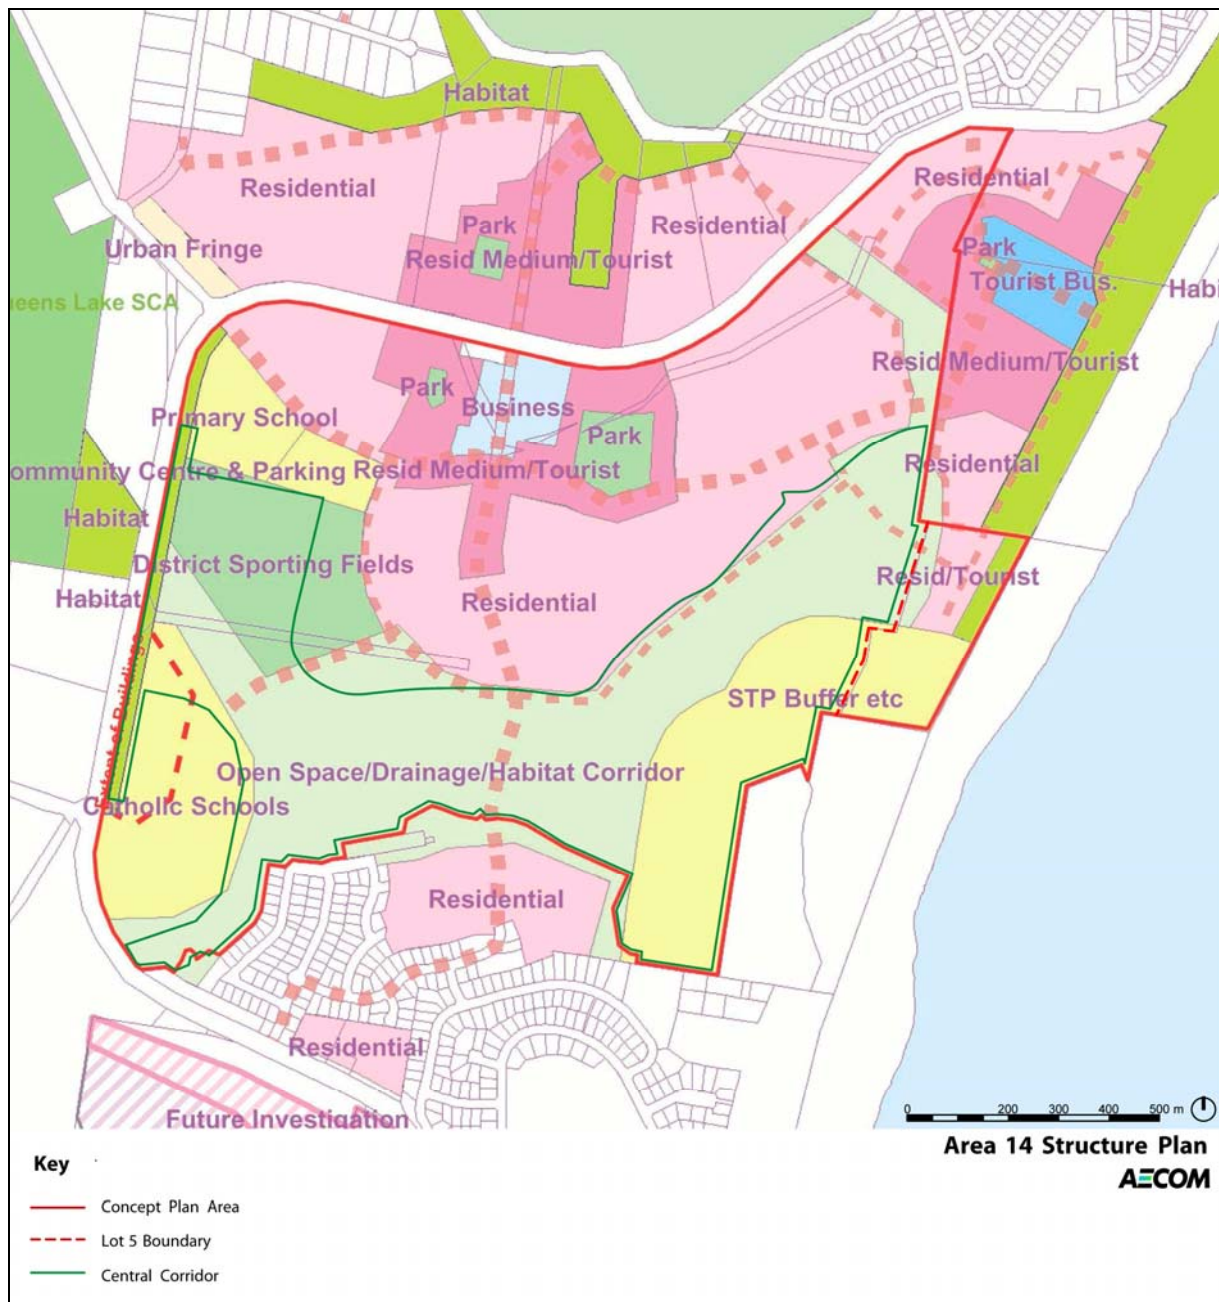 Habitat
Residential
Residential
Residential
Park
Urban Fringe
Resid Medium/Tourist
Park
Tourist Bus.
Habi
eens Lake SCA
Resid Medium/Tourist
Park
Business
Primary School
Park
ommunity Centre & Parking
Resid Medium/Tourist
Residential
Habitat
District Sporting Fields
Resid/Tourist
Habitat
Residential
Extent of Buildings
STP Buffer etc
Open Space/Drainage/Habitat Corridor
Catholic Schools
Residential
Residential
Future Investigation
0 200 300 400 500 m
Area 14 Structure Plan
AECOM
Key
Concept Plan Area
Lot 5 Boundary
Central Corridor